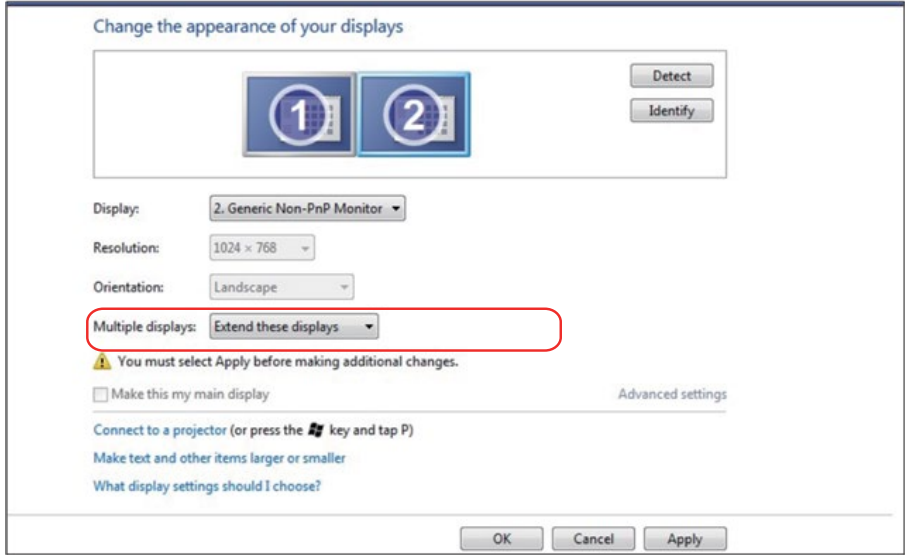 Change the appearance of your displays
1 2
Detect
Identify
Display: 2. Generic Non-PnP Monitor
Resolution: 1024 × 768
Orientation: Landscape
Multiple displays: Extend these displays
You must select Apply before making additional changes.
Make this my main display Advanced settings
Connect to a projector (or press the key and tap P)
Make text and other items larger or smaller
What display settings should I choose?
OK Cancel Apply